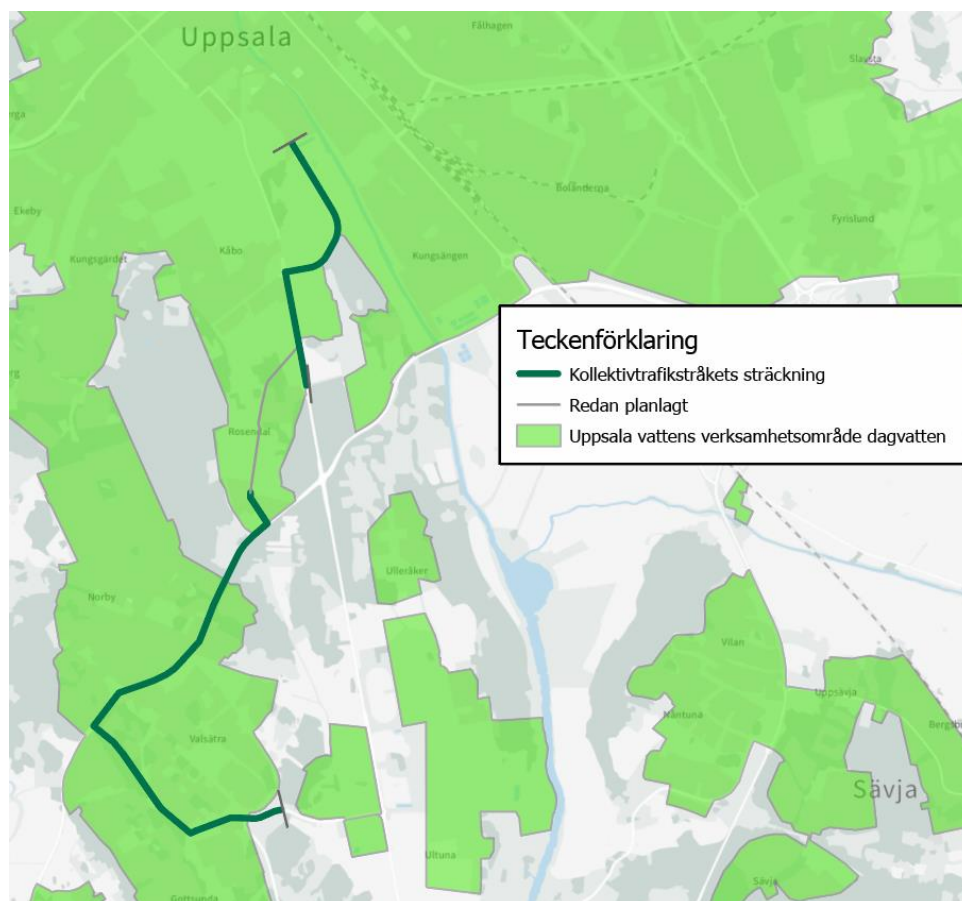 Fålhagen
Uppsala
Slavsta
Boländerna
Ekeby
Fyrislund
Kåbo
Kungsgärdet
Kungsängen
Teckenförklaring
Kollektivtrafikstråkets sträckning
Redan planlagt
Uppsala vattens verksamhetsområde dagvatten
Rosendal
Ulleråker
Norby
Vilan
Uppsävja
Nåntuna
Valsätra
Sävja
Ultuna
Sävja
Gottsunda